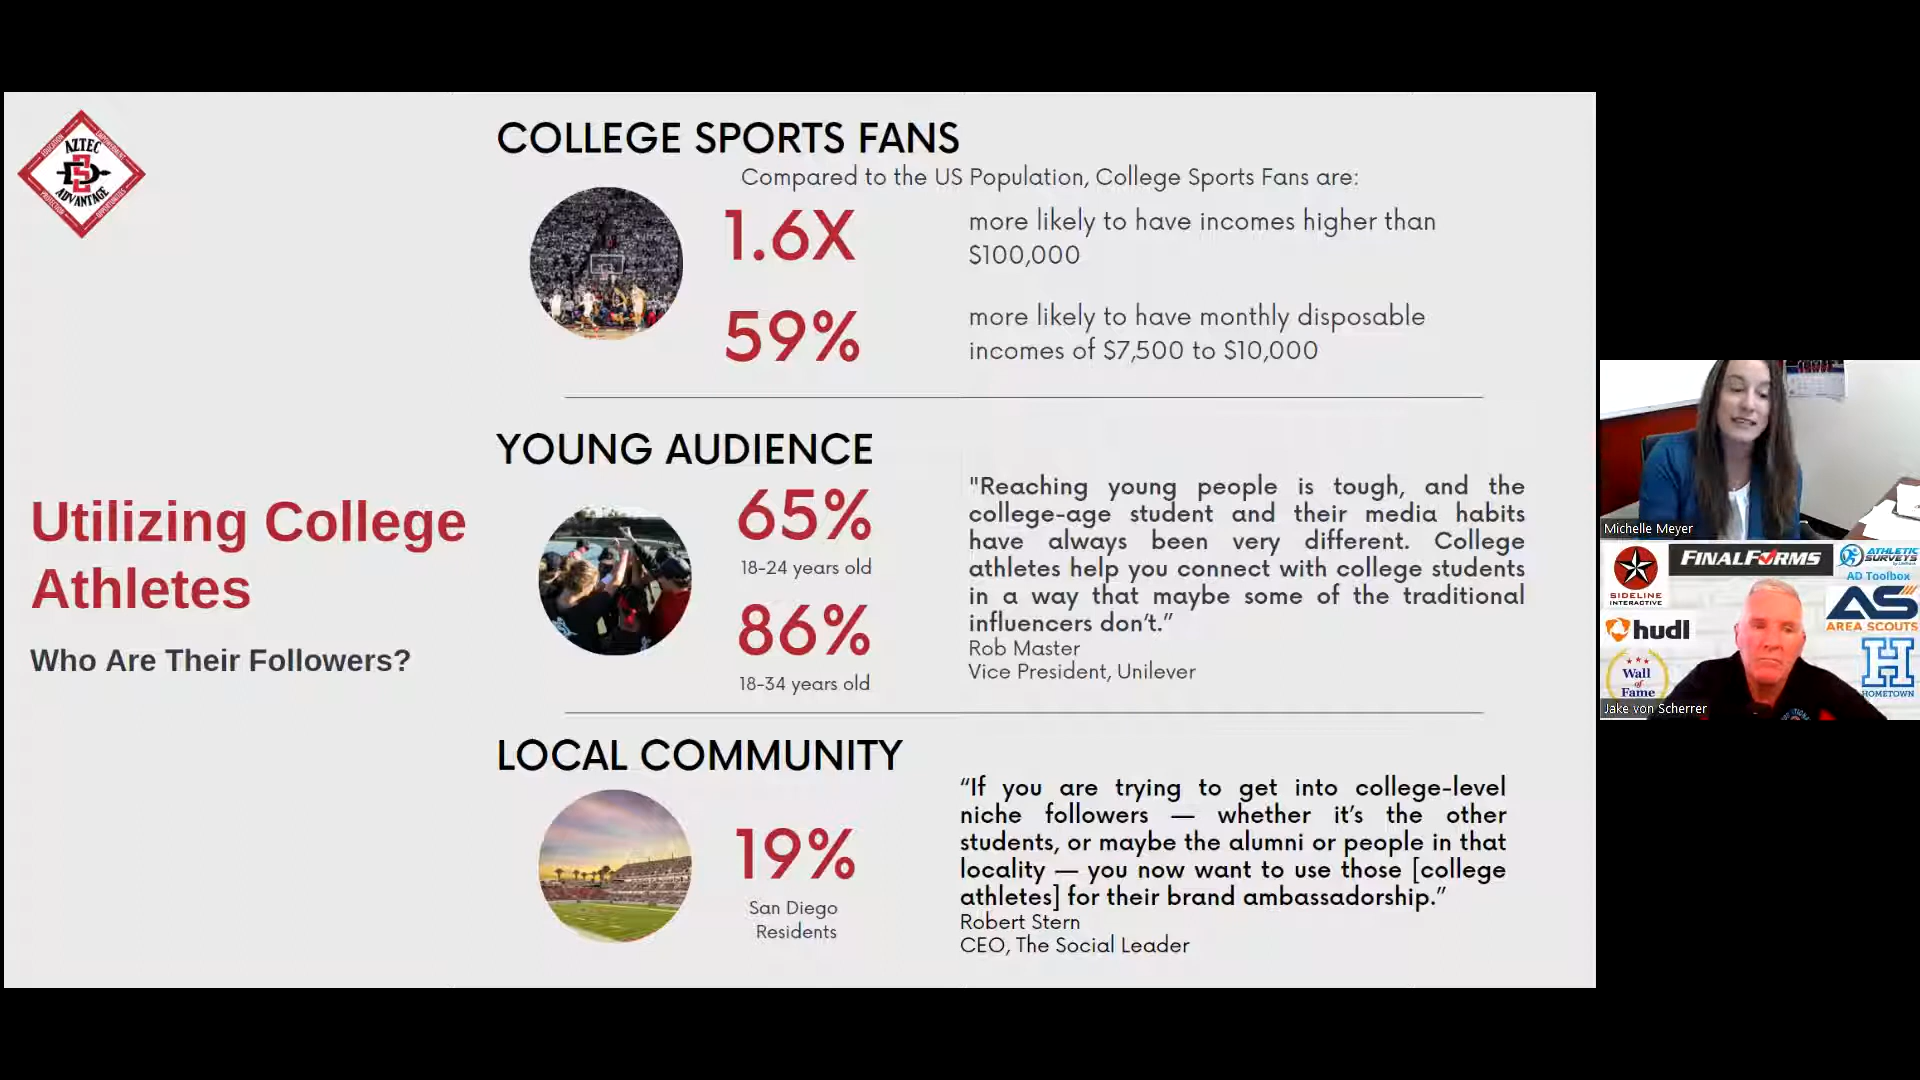 AZTEC
SD
ADVANTAGE
EDUCATION
EMPOWERMENT
PROTECTION
OPPORTUNITIES
Utilizing College
Athletes
Who Are Their Followers?
COLLEGE SPORTS FANS
Compared to the US Population, College Sports Fans are:
1.6X
more likely to have incomes higher than
$100,000
59%
more likely to have monthly disposable
incomes of $7,500 to $10,000
YOUNG AUDIENCE
65%
18-24 years old
86%
18-34 years old
"Reaching young people is tough, and the
college-age student and their media habits
have always been very different. College
athletes help you connect with college students
in a way that maybe some of the traditional
influencers don’t.”
Rob Master
Vice President, Unilever
LOCAL COMMUNITY
19%
San Diego
Residents
“If you are trying to get into college-level
niche followers — whether it’s the other
students, or maybe the alumni or people in that
locality — you now want to use those [college
athletes] for their brand ambassadorship.”
Robert Stern
CEO, The Social Leader
Michelle Meyer
SIDELINE
INTERACTIVE
FINALFORMS
ATHLETIC
SURVEYS
AD Toolbox
hudl
AS
AREA SCOUTS
Wall
of
Fame
H
HOMETOWN
Jake von Scherrer